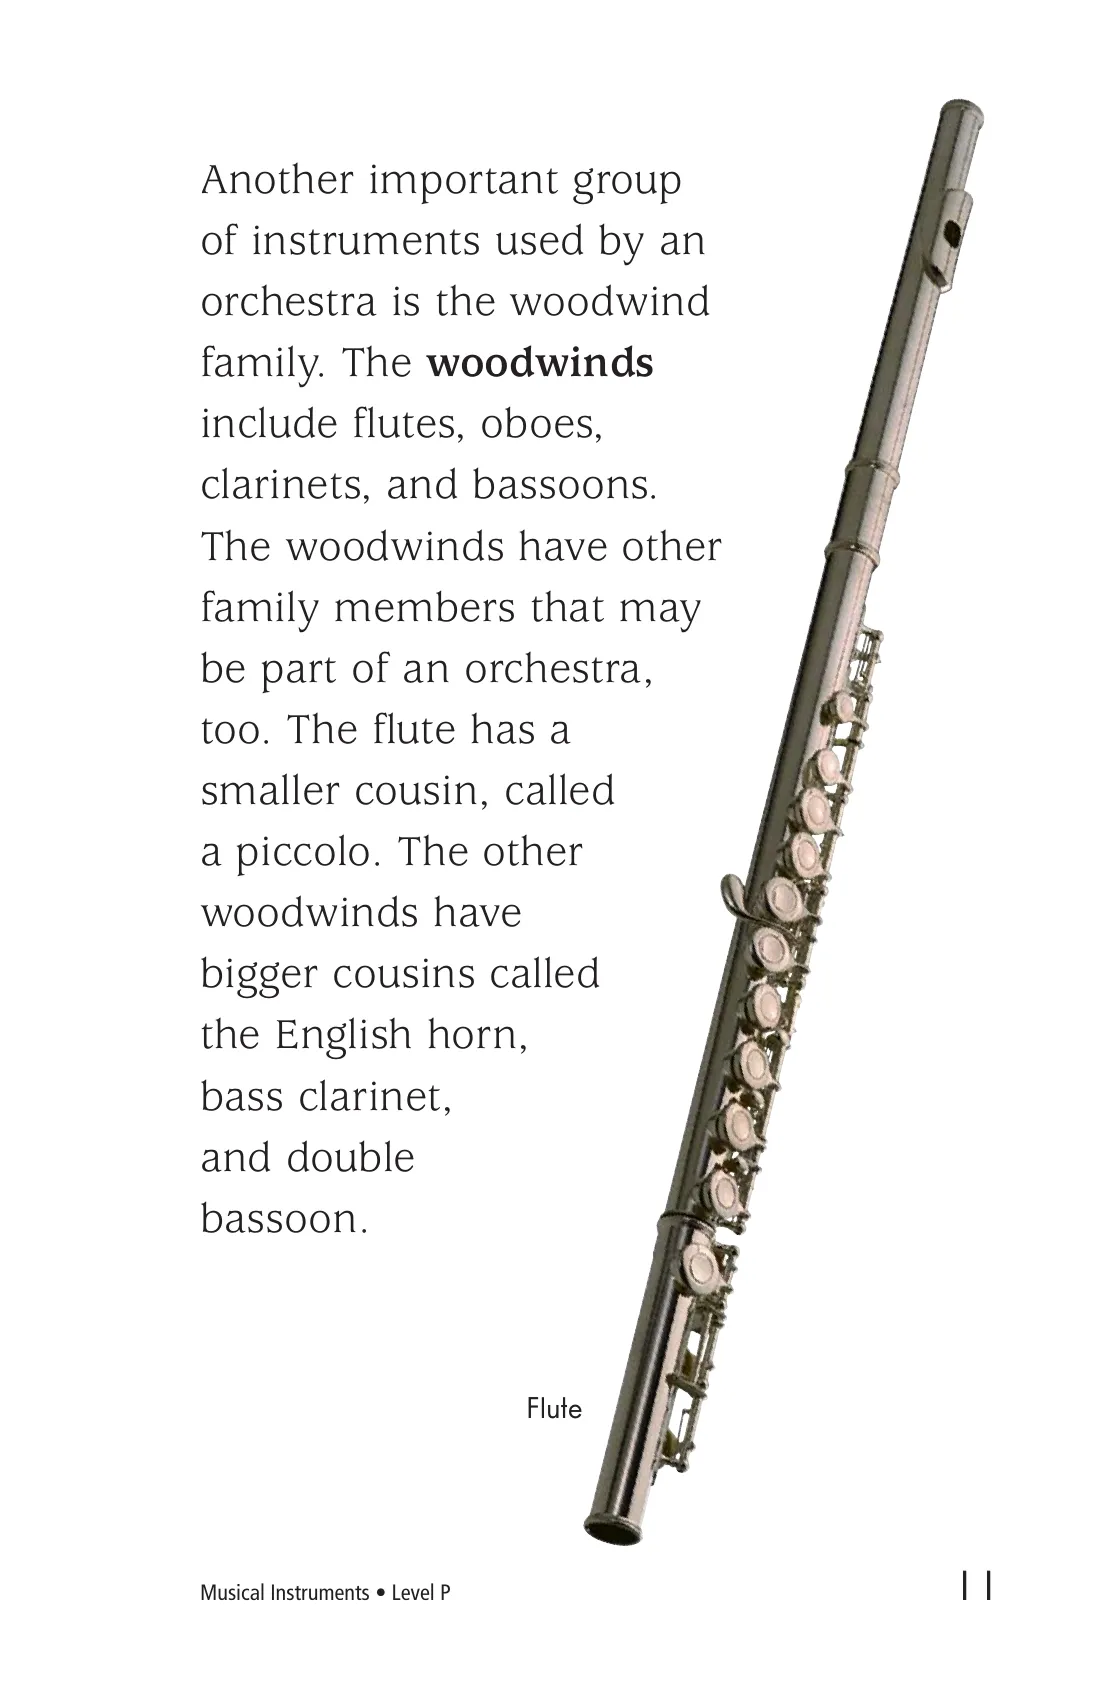 Another important group
of instruments used by an
orchestra is the woodwind
family. The woodwinds
include flutes, oboes,
clarinets, and bassoons.
The woodwinds have other
family members that may
be part of an orchestra,
too. The flute has a
smaller cousin, called
a piccolo. The other
woodwinds have
bigger cousins called
the English horn,
bass clarinet,
and double
bassoon.
Flute
Musical Instruments • Level P
11